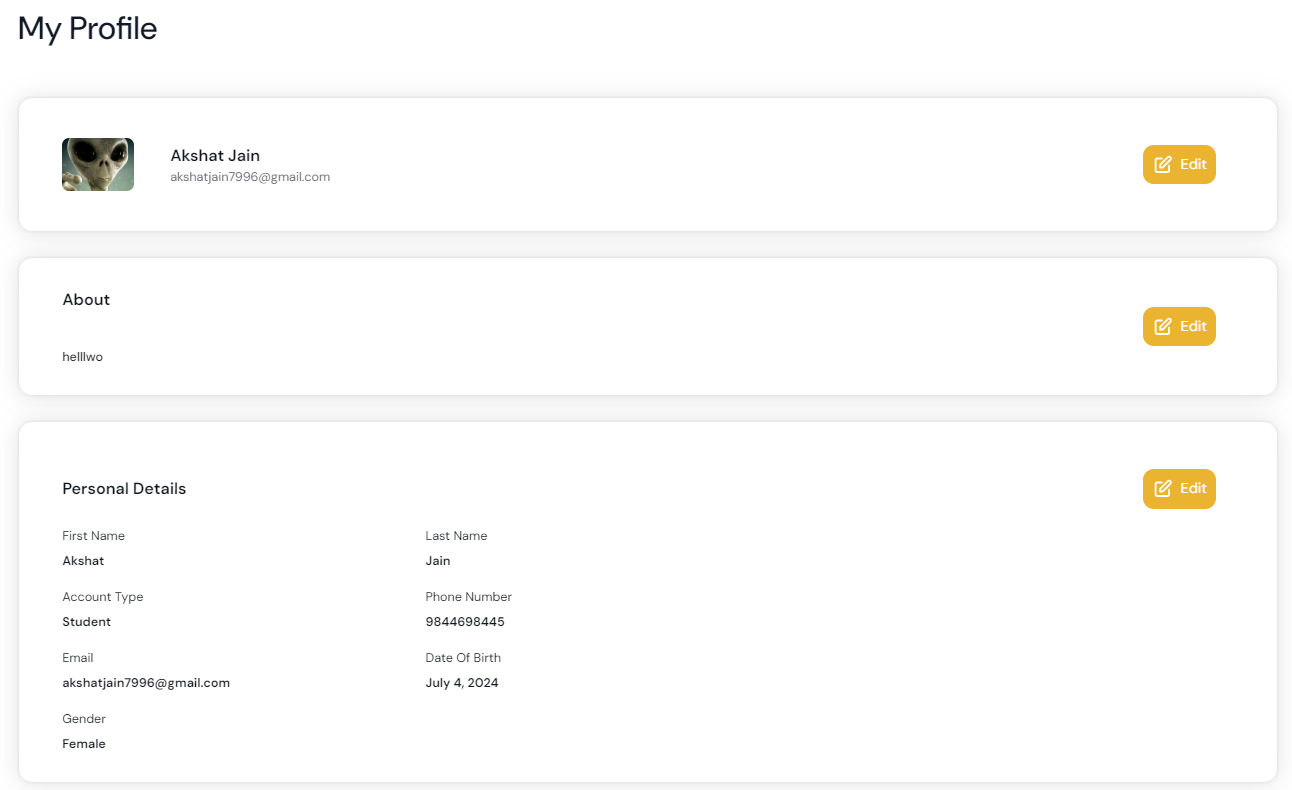 My Profile
Akshat Jain
akshatjain7996@gmail.com
Edit
About
helllwo
Edit
Personal Details
Edit
First Name
Last Name
Akshat
Jain
Account Type
Phone Number
Student
9844698445
Email
Date Of Birth
akshatjain7996@gmail.com
July 4, 2024
Gender
Female